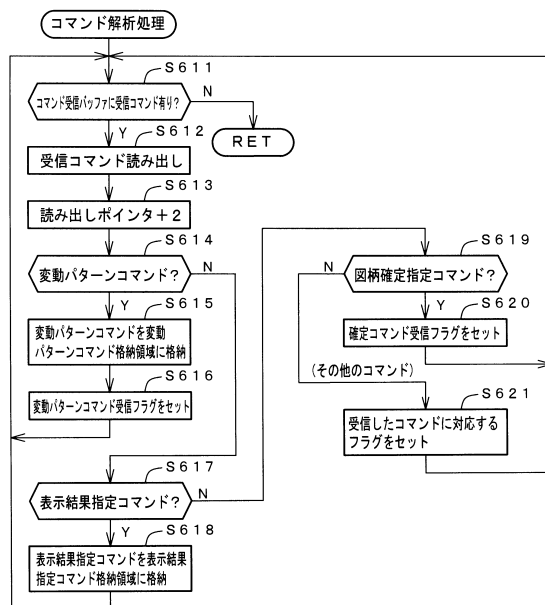 コマンド解析処理
S611
コマンド受信バッファに受信コマンド有り?
N
Y
RET
S612
受信コマンド読み出し
S613
読み出しポインタ+2
S614
変動パターンコマンド?
N
Y
S615
変動パターンコマンドを変動
パターンコマンド格納領域に格納
S616
変動パターンコマンド受信フラグをセット
S617
表示結果指定コマンド?
N
Y
S618
表示結果指定コマンドを表示結果
指定コマンド格納領域に格納
S619
図柄確定指定コマンド?
N
Y
S620
確定コマンド受信フラグをセット
(その他のコマンド)
S621
受信したコマンドに対応する
フラグをセット